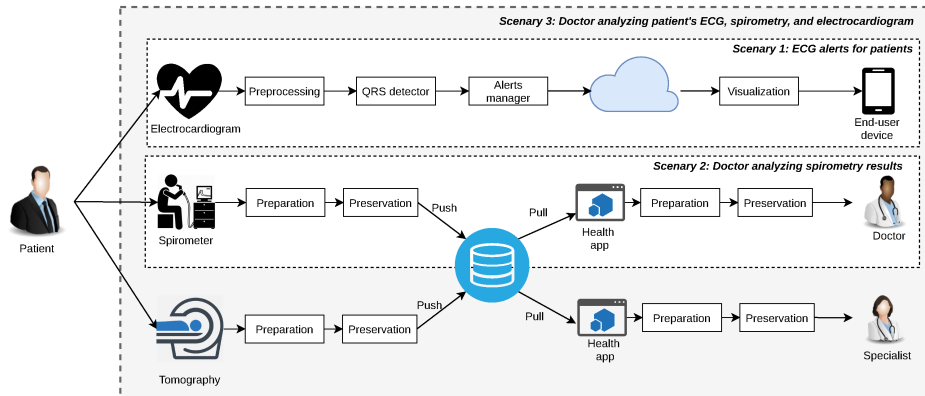 Scenary 3: Doctor analyzing patient's ECG, spirometry, and electrocardiogram
Scenary 1: ECG alerts for patients
Preprocessing
QRS detector
Alerts
manager
Visualization
Electrocardiogram
End-user
device
Scenary 2: Doctor analyzing spirometry results
Patient
Spirometer
Preparation
Preservation
Push
Pull
Health
app
Preparation
Preservation
Doctor
Tomography
Preparation
Preservation
Push
Pull
Health
app
Preparation
Preservation
Specialist